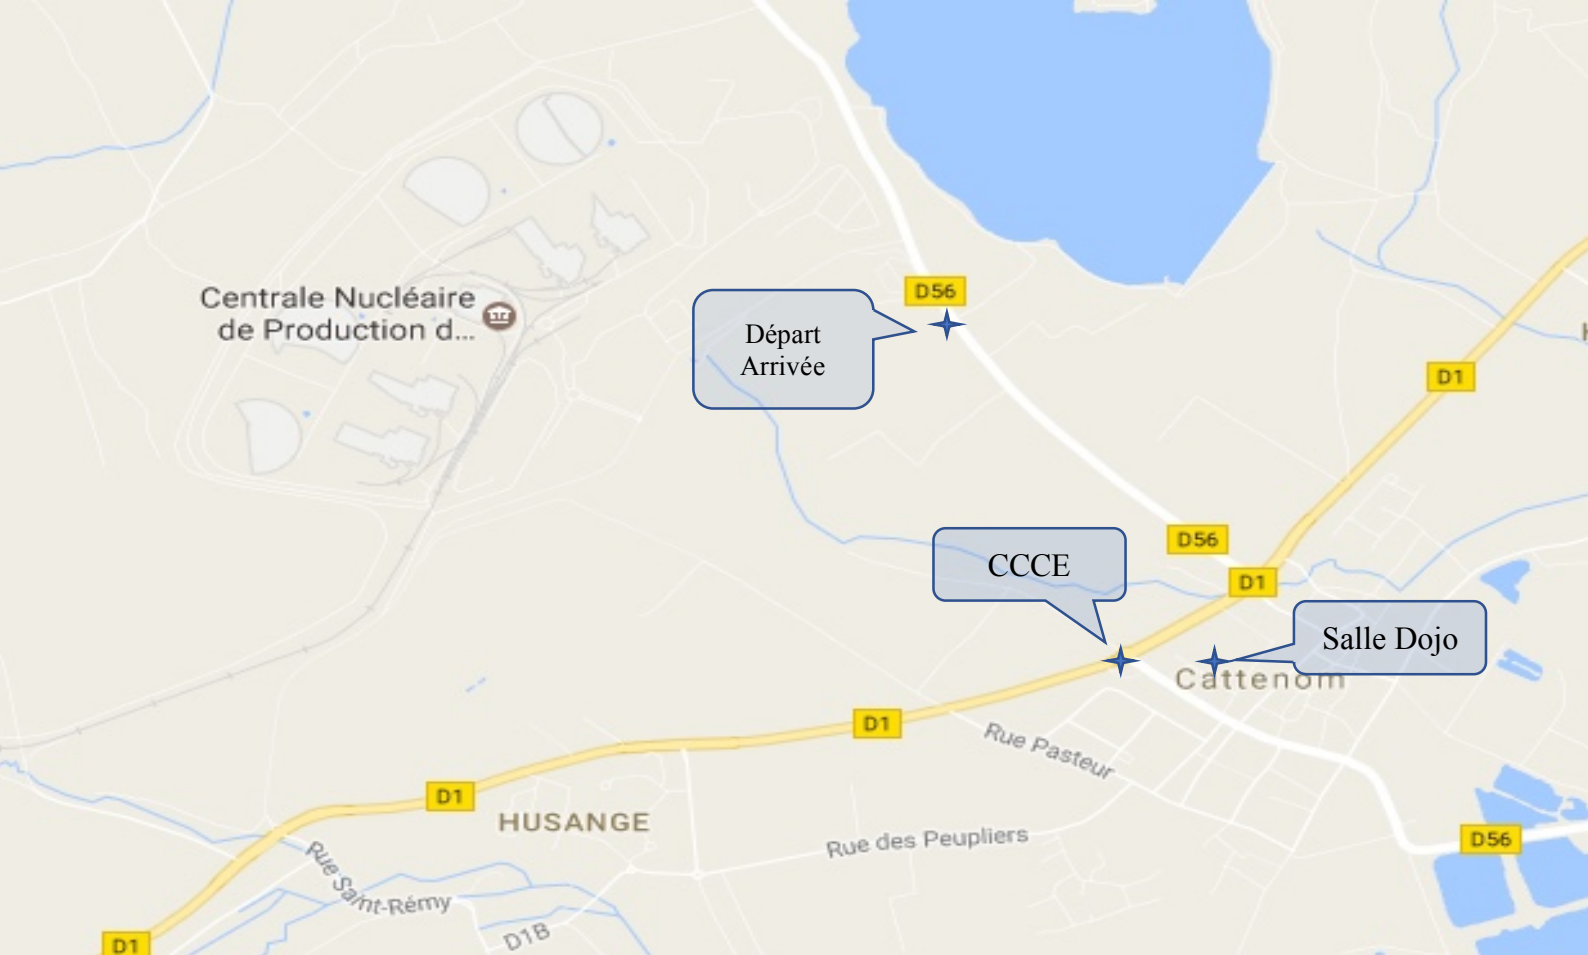 D56
Centrale Nucléaire
de Production d...
Départ
Arrivée
D1
D56
CCCE
D1
Salle Dojo
Cattenom
D1
Rue Pasteur
D1
HUSANGE
Rue des Peupliers
D56
Rue Saint-Rémy
D1B
D1